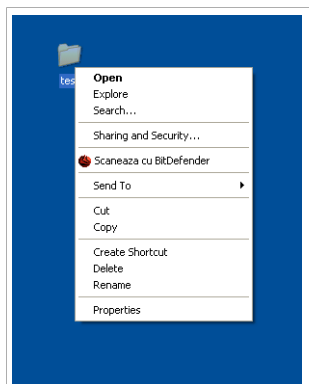 Open
Explore
Search...
Sharing and Security...
Scaneaza cu BitDefender
Send To
Cut
Copy
Create Shortcut
Delete
Rename
Properties